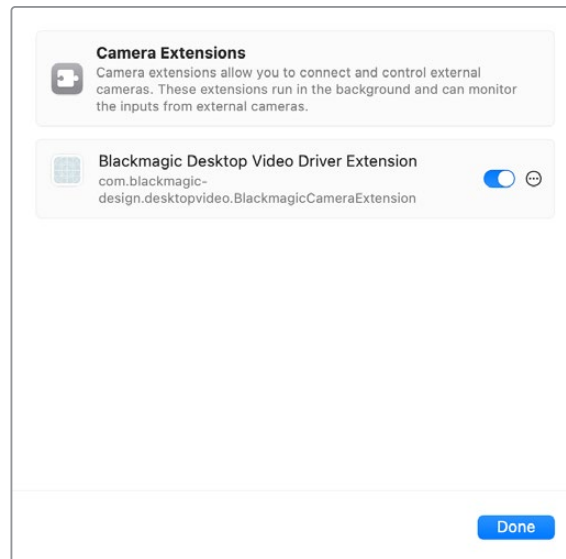 Camera Extensions
Camera extensions allow you to connect and control external
cameras. These extensions run in the background and can monitor
the inputs from external cameras.
Blackmagic Desktop Video Driver Extension
com.blackmagic-
design.desktopvideo.BlackmagicCameraExtension
Done